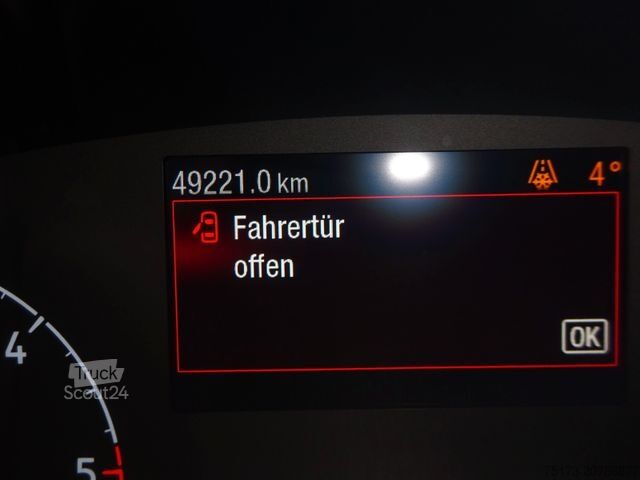 49221.0 km
4°
Fahrertür
offen
OK
4
Truck
Scout24
5